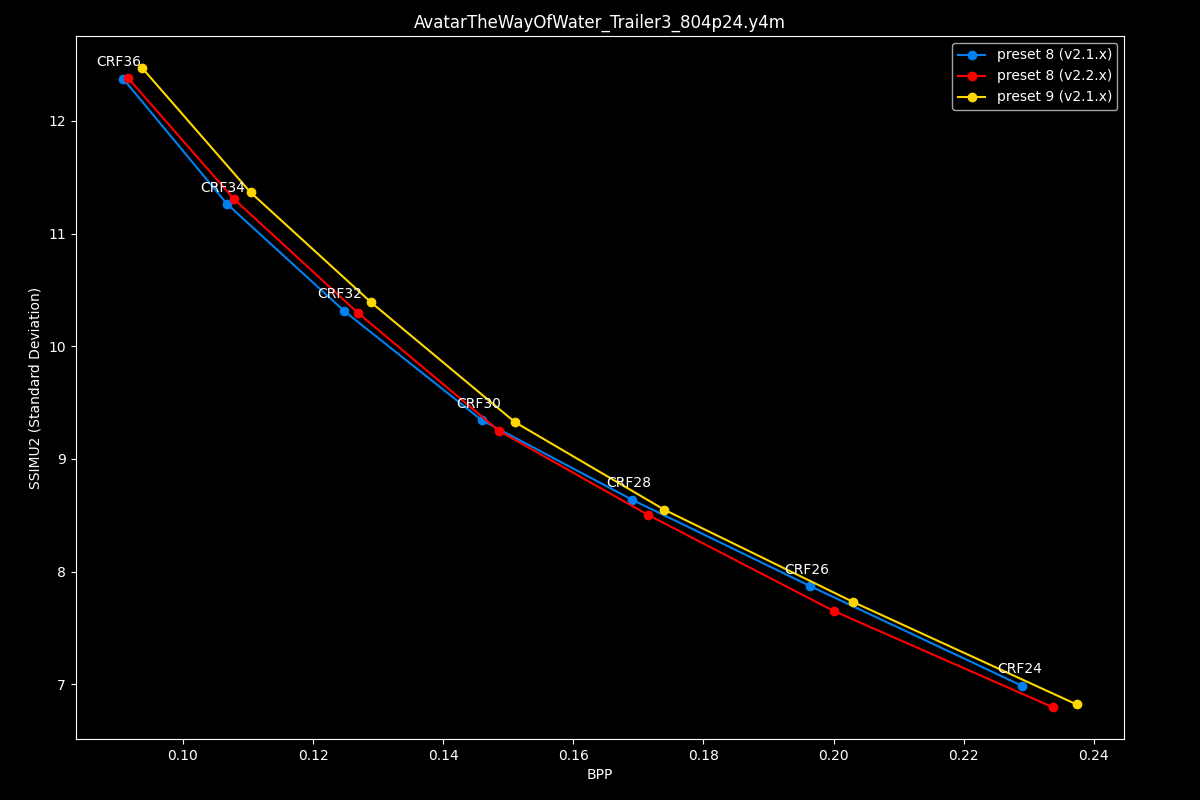 AvatarTheWayOfWater_Trailer3_804p24.y4m
preset 8 (v2.1.x)
preset 8 (v2.2.x)
preset 9 (v2.1.x)
CRF36
CRF34
CRF32
CRF30
CRF28
CRF26
CRF24
SSIMU2 (Standard Deviation)
12
11
10
9
8
7
0.10 0.12 0.14 0.16 0.18 0.20 0.22 0.24
BPP